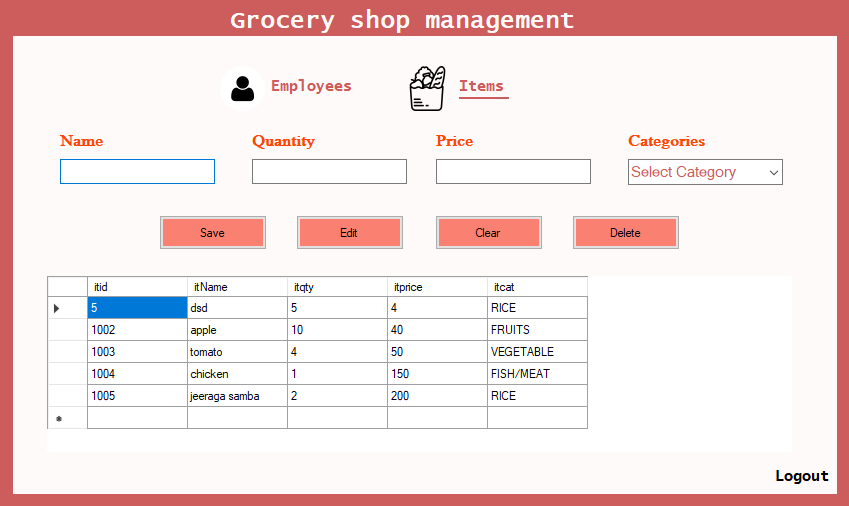 Grocery shop management
Employees Items
Name Quantity Price Categories
Select Category
Save Edit Clear Delete
itid itName itqty itprice itcat
5 dsd 5 4 RICE
1002 apple 10 40 FRUITS
1003 tomato 4 50 VEGETABLE
1004 chicken 1 150 FISH/MEAT
1005 jeeraga samba 2 200 RICE
Logout